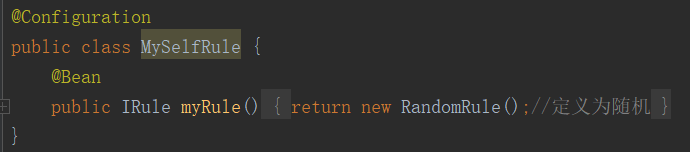 @Configuration
public class MySelfRule {
@Bean
public IRule myRule() { return new RandomRule();//定义为随机 }
}